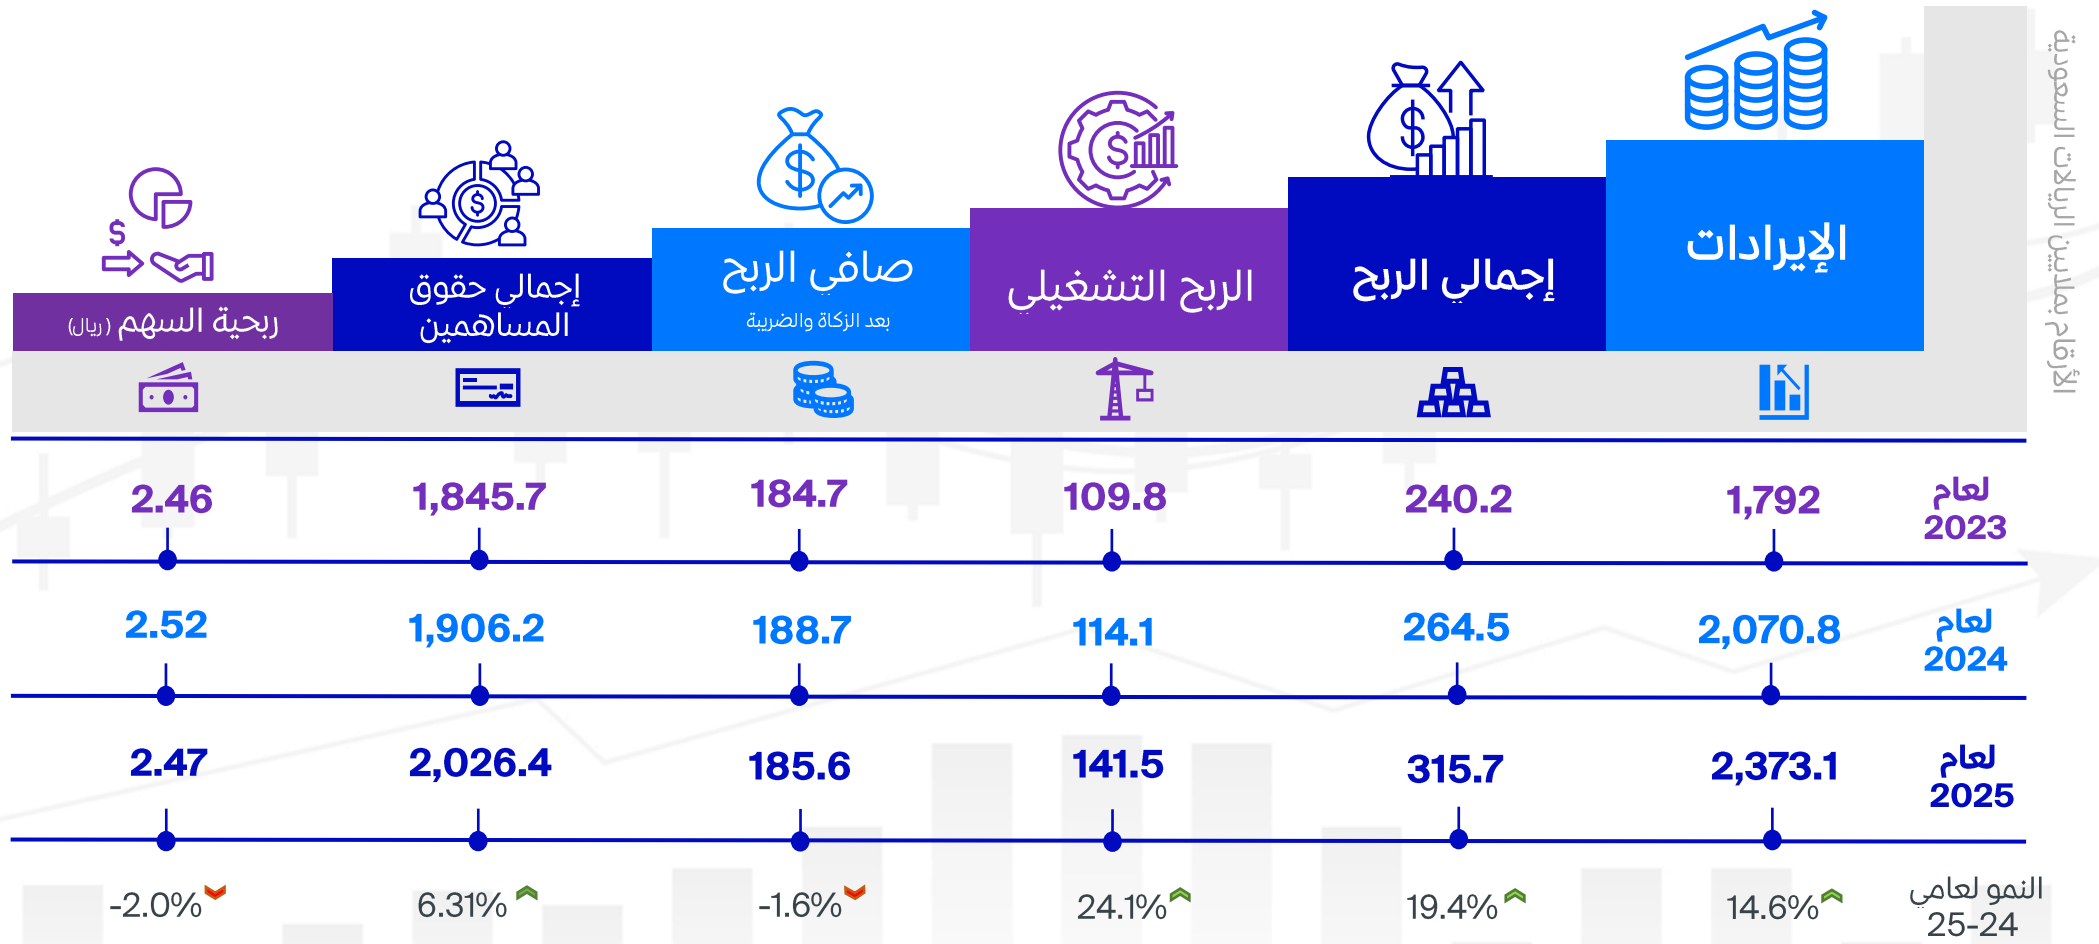 الأرقام بملايين الريالات السعودية
الإيرادات
إجمالي الربح
الربح التشغيلي
صافي الربح
بعد الزكاة والضريبة
إجمالي حقوق
المساهمين
ربحية السهم (ريال)
لعام
2023
1,792
240.2
109.8
184.7
1,845.7
2.46
لعام
2024
2,070.8
264.5
114.1
188.7
1,906.2
2.52
لعام
2025
2,373.1
315.7
141.5
185.6
2,026.4
2.47
النمو لعامي
25-24
14.6%
19.4%
24.1%
-1.6%
6.31%
-2.0%